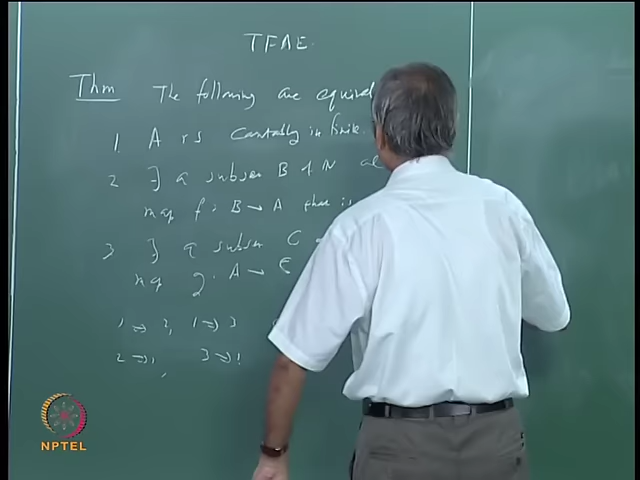 TFAE.
Thm The following are equival
1. A is Countably infinite.
2 ∃ a subset B of N a
map f: B → A that is
3 ∃ a subset C
map g: A → C
1 ⇒ 2, 1 ⇒ 3
2 ⇒ 1, 3 ⇒ 1
NPTEL